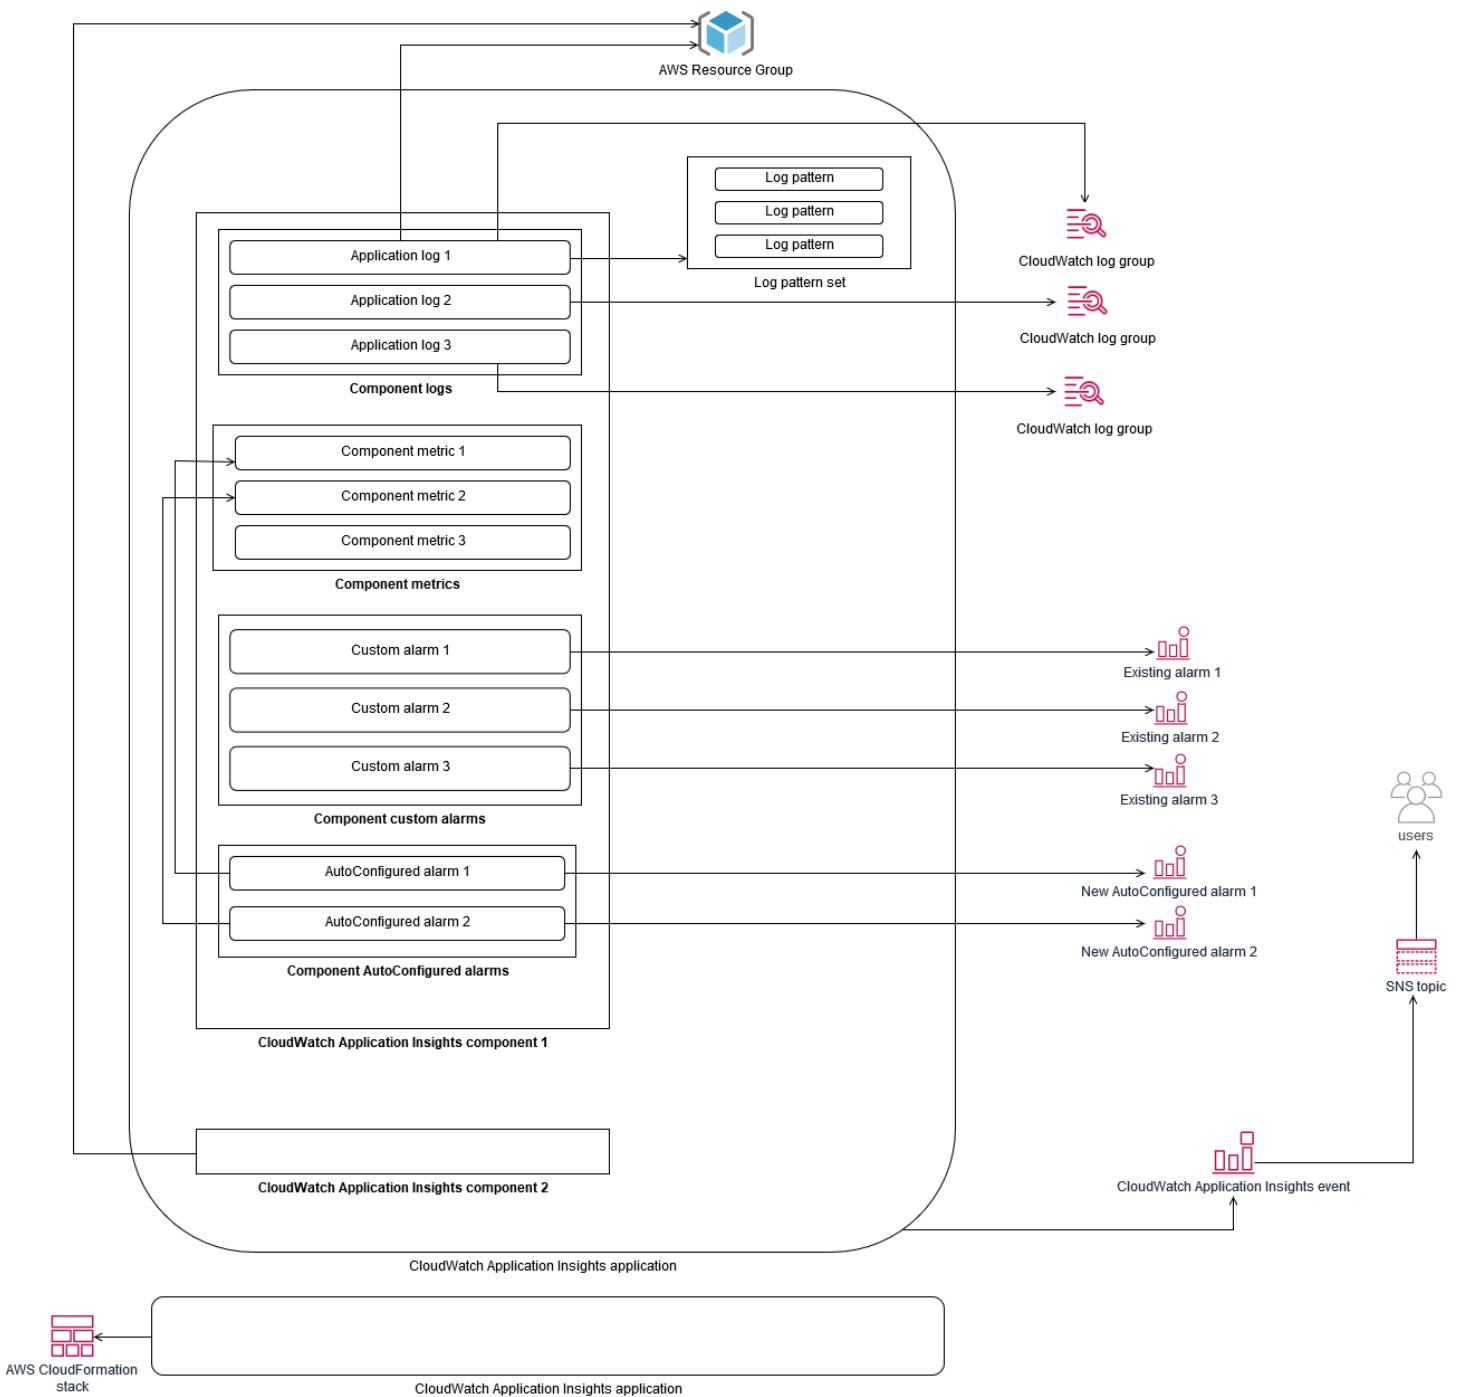 AWS Resource Group
Log pattern
Log pattern
Log pattern
Log pattern set
Application log 1
Application log 2
Application log 3
Component logs
CloudWatch log group
CloudWatch log group
CloudWatch log group
Component metric 1
Component metric 2
Component metric 3
Component metrics
Custom alarm 1
Custom alarm 2
Custom alarm 3
Component custom alarms
Existing alarm 1
Existing alarm 2
Existing alarm 3
AutoConfigured alarm 1
AutoConfigured alarm 2
Component AutoConfigured alarms
New AutoConfigured alarm 1
New AutoConfigured alarm 2
users
SNS topic
CloudWatch Application Insights component 1
CloudWatch Application Insights component 2
CloudWatch Application Insights event
CloudWatch Application Insights application
AWS CloudFormation
stack
CloudWatch Application Insights application